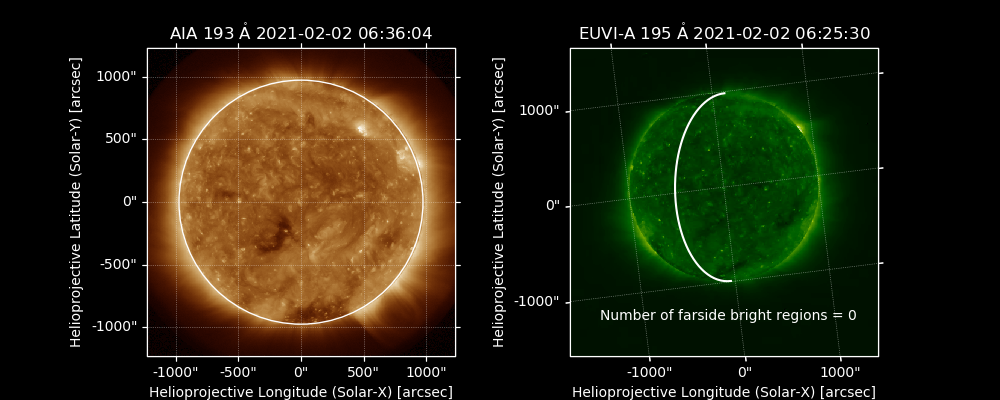 AIA 193 Å 2021-02-02 06:36:04
Helioprojective Latitude (Solar-Y) [arcsec]
1000"
500"
0"
-500"
-1000"
-1000"  -500"  0"  500"  1000"
Helioprojective Longitude (Solar-X) [arcsec]
EUVI-A 195 Å 2021-02-02 06:25:30
Helioprojective Latitude (Solar-Y) [arcsec]
1000"
0"
-1000"
Number of farside bright regions = 0
-1000"  0"  1000"
Helioprojective Longitude (Solar-X) [arcsec]